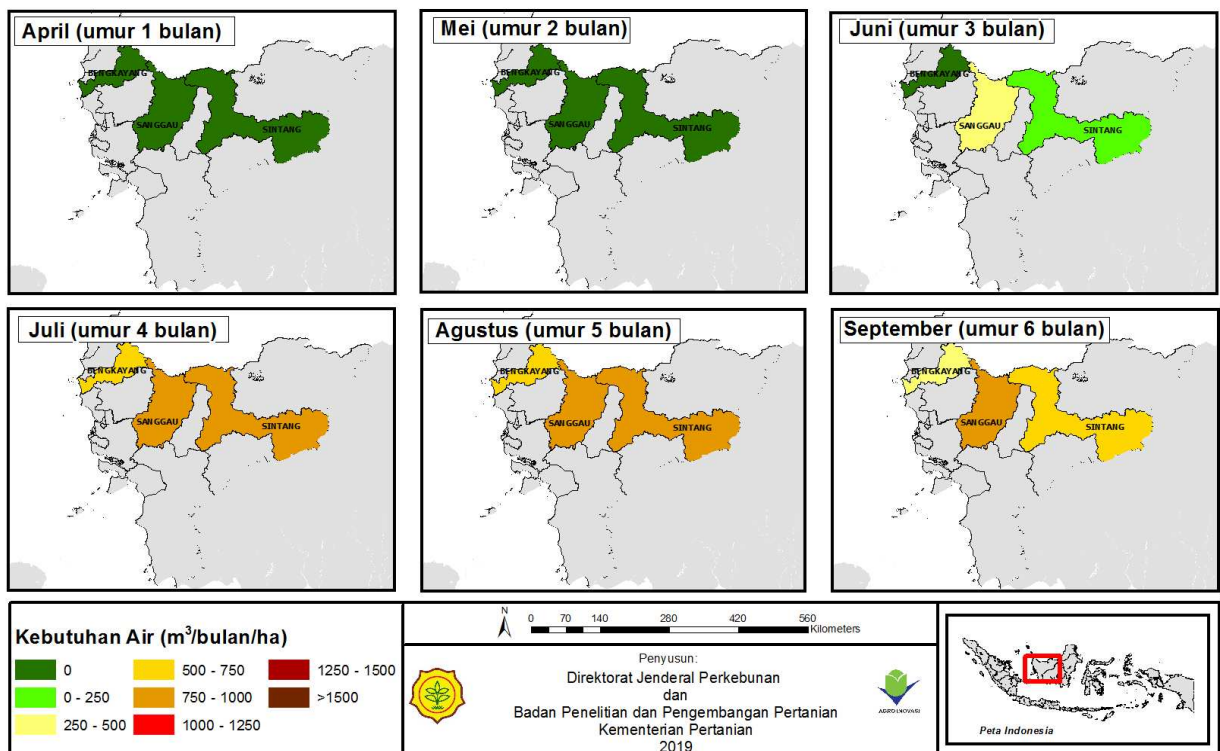 April (umur 1 bulan)
BENGKAYANG
SANGGAU
SINTANG
Mei (umur 2 bulan)
BENGKAYANG
SANGGAU
SINTANG
Juni (umur 3 bulan)
BENGKAYANG
SANGGAU
SINTANG
Juli (umur 4 bulan)
BENGKAYANG
SANGGAU
SINTANG
Agustus (umur 5 bulan)
BENGKAYANG
SANGGAU
SINTANG
September (umur 6 bulan)
BENGKAYANG
SANGGAU
SINTANG
Kebutuhan Air (m³/bulan/ha)
0
0 - 250
250 - 500
500 - 750
750 - 1000
1000 - 1250
1250 - 1500
>1500
N
0 70 140 280 420 560
Kilometers
Penyusun:
Direktorat Jenderal Perkebunan
dan
Badan Penelitian dan Pengembangan Pertanian
Kementerian Pertanian
2019
AGRO INOVASI
Peta Indonesia